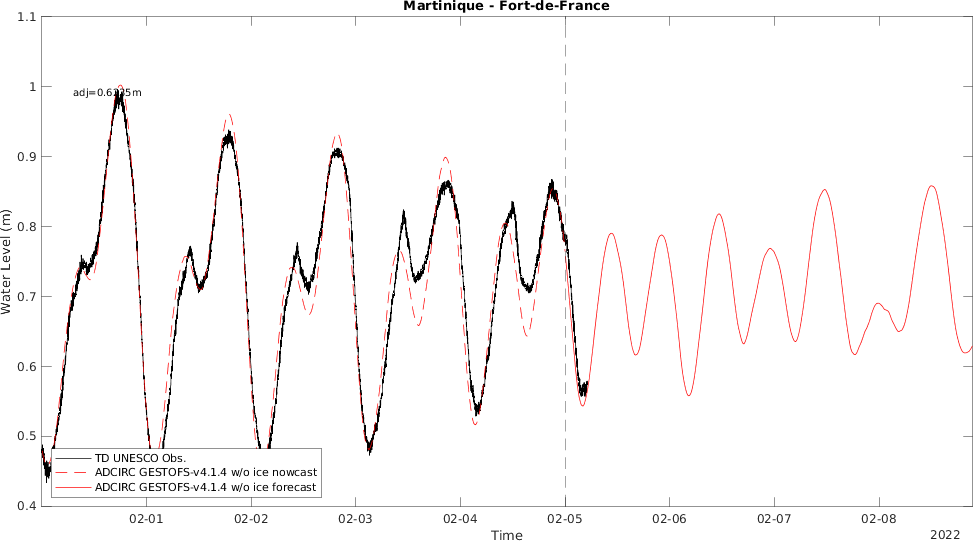 Martinique - Fort-de-France
1.1
1
0.9
0.8
0.7
0.6
0.5
0.4
Water Level (m)
TD UNESCO Obs.
ADCIRC GESTOFS-v4.1.4 w/o ice nowcast
ADCIRC GESTOFS-v4.1.4 w/o ice forecast
02-01
02-02
02-03
02-04
02-05
02-06
02-07
02-08
Time
2022